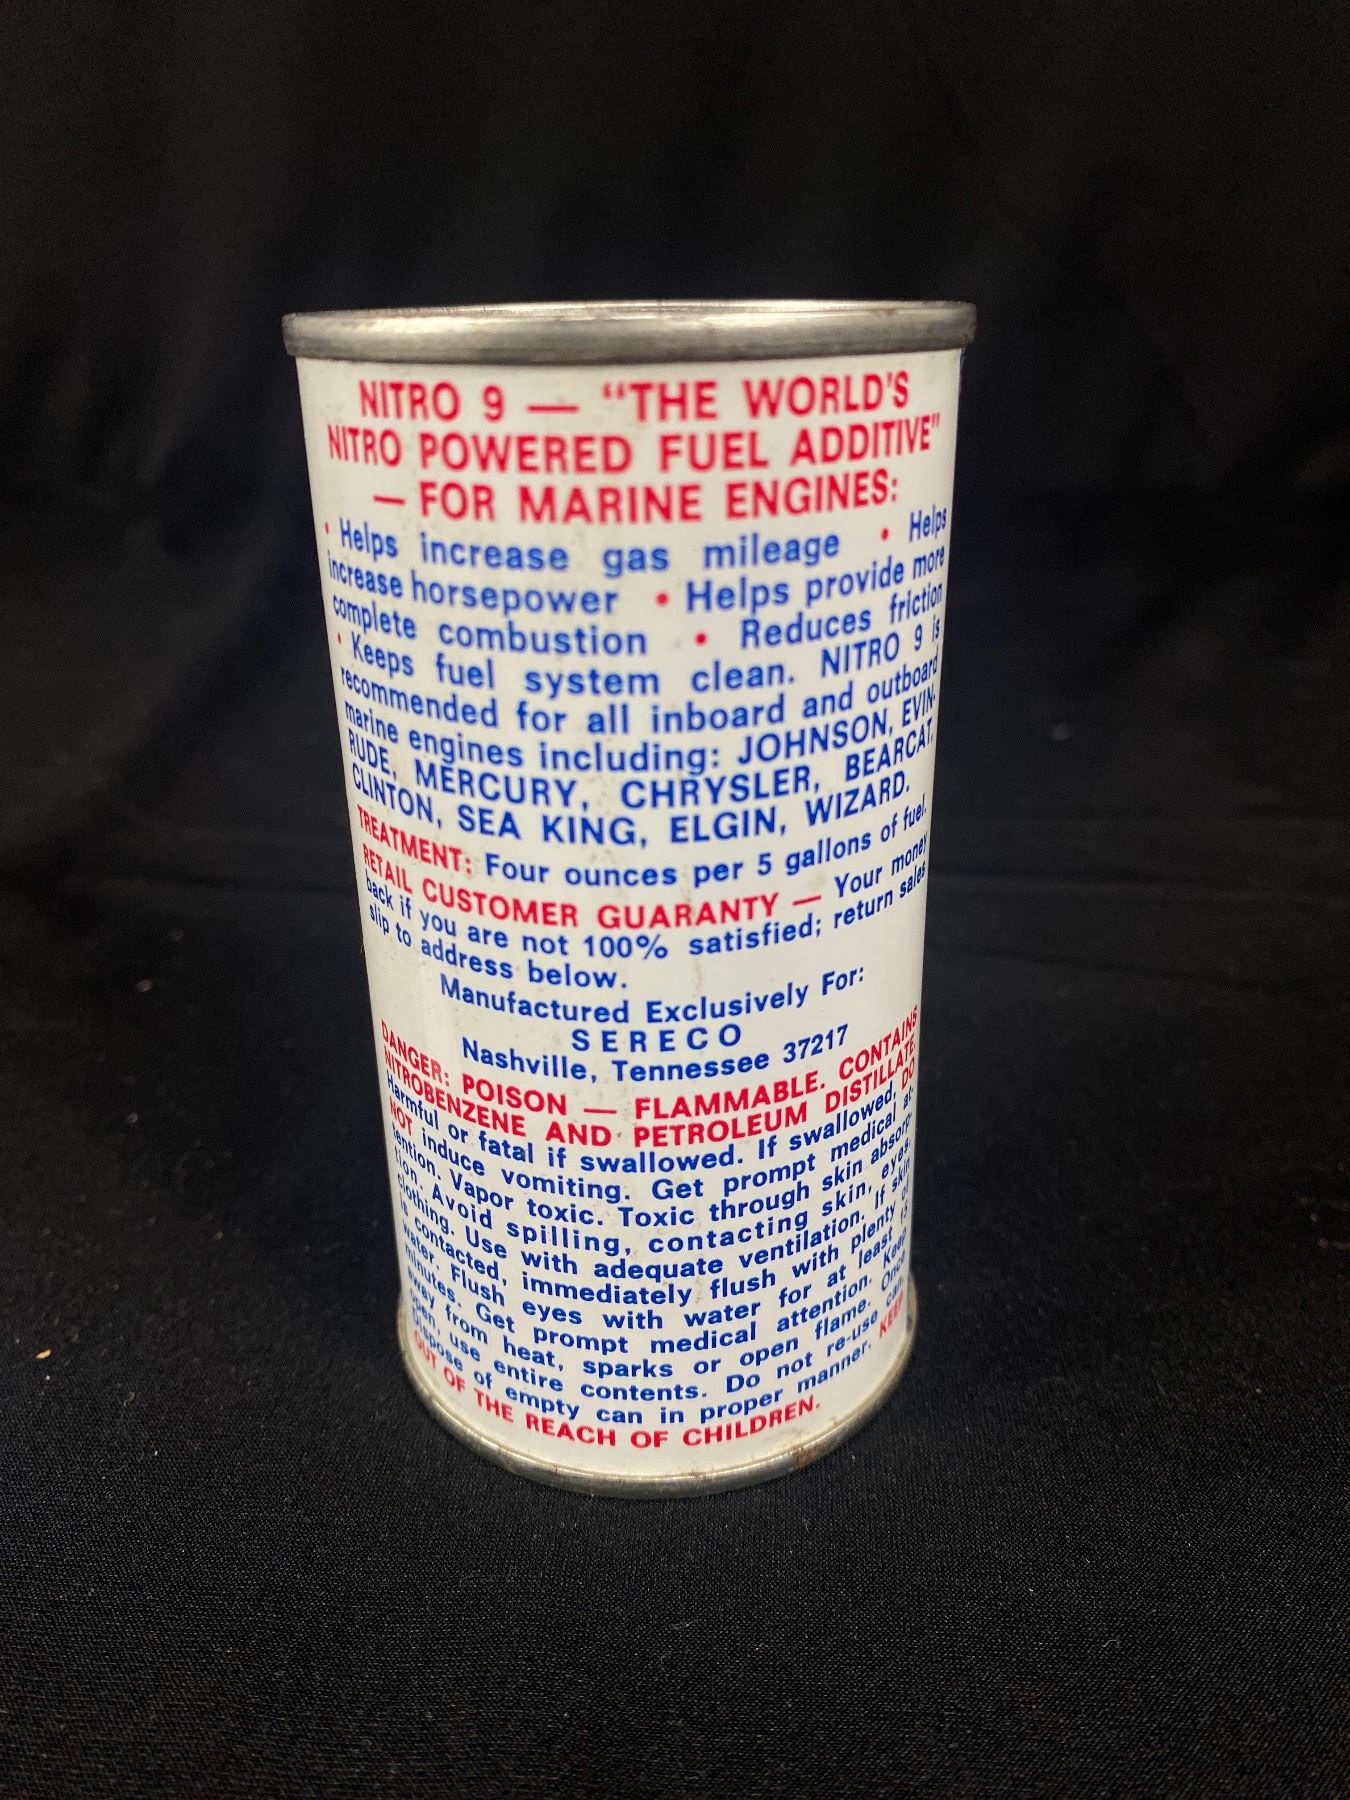 NITRO 9 — “THE WORLD'S
NITRO POWERED FUEL ADDITIVE”
— FOR MARINE ENGINES:
• Helps increase gas mileage • Helps
increase horsepower • Helps provide more
complete combustion • Reduces friction
• Keeps fuel system clean. NITRO 9 is
recommended for all inboard and outboard
marine engines including: JOHNSON, EVIN-
RUDE, MERCURY, CHRYSLER, BEARCAT,
CLINTON, SEA KING, ELGIN, WIZARD.
TREATMENT: Four ounces per 5 gallons of fuel.
RETAIL CUSTOMER GUARANTY — Your money
back if you are not 100% satisfied; return sales
slip to address below.
Manufactured Exclusively For:
SERECO
Nashville, Tennessee 37217
DANGER: POISON — FLAMMABLE. CONTAINS
NITROBENZENE AND PETROLEUM DISTILLATE.
Harmful or fatal if swallowed. If swallowed, DO
NOT induce vomiting. Get prompt medical at-
tention. Vapor toxic. Toxic through skin absorp-
tion. Avoid spilling, contacting skin, eyes,
clothing. Use with adequate ventilation. If skin
is contacted, immediately flush with plenty of
water. Flush eyes with water for at least 15
minutes. Get prompt medical attention. Keep
away from heat, sparks or open flame. Once
open, use entire contents. Do not re-use can.
Dispose of empty can in proper manner. KEEP
OUT OF THE REACH OF CHILDREN.